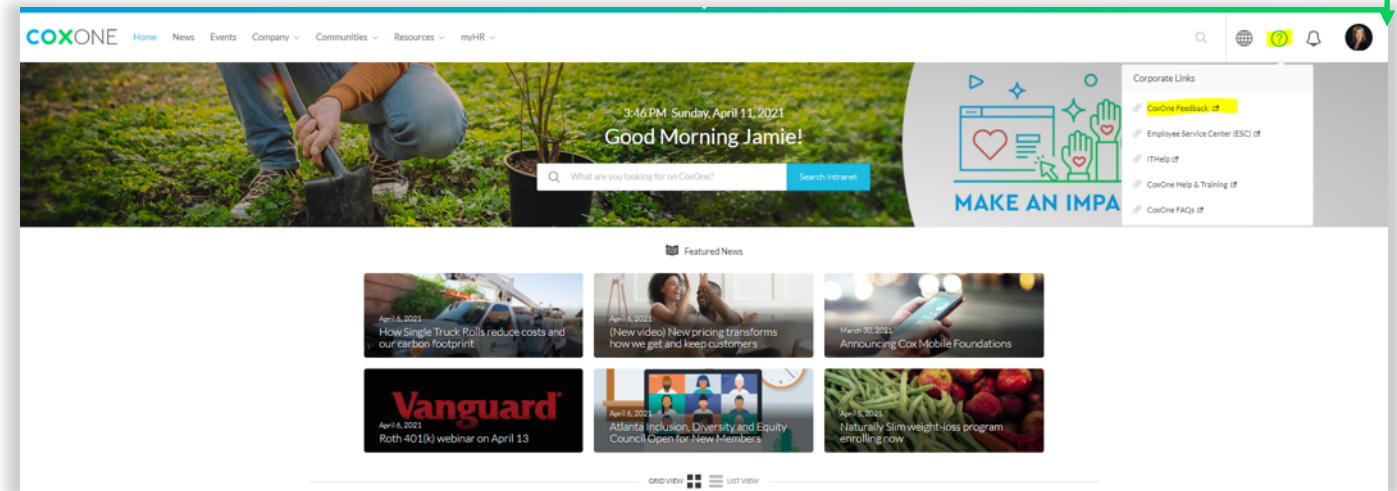 COXONE Home News Events Company Communities Resources myHR
Corporate Links
CoxOne Feedback
Employee Service Center (ESC)
ITHelp
CoxOne Help & Training
CoxOne FAQs
3:46 PM Sunday, April 11, 2021
Good Morning Jamie!
What are you looking for on CoxOne? Search Intranet
MAKE AN IMPA
Featured News
April 6, 2021
How Single Truck Rolls reduce costs and
our carbon footprint
April 6, 2021
(New video) New pricing transforms
how we get and keep customers
March 30, 2021
Announcing Cox Mobile Foundations
Vanguard
April 6, 2021
Roth 401(k) webinar on April 13
April 6, 2021
Atlanta Inclusion, Diversity and Equity
Council Open for New Members
April 5, 2021
Naturally Slim weight-loss program
enrolling now
GRID VIEW LIST VIEW